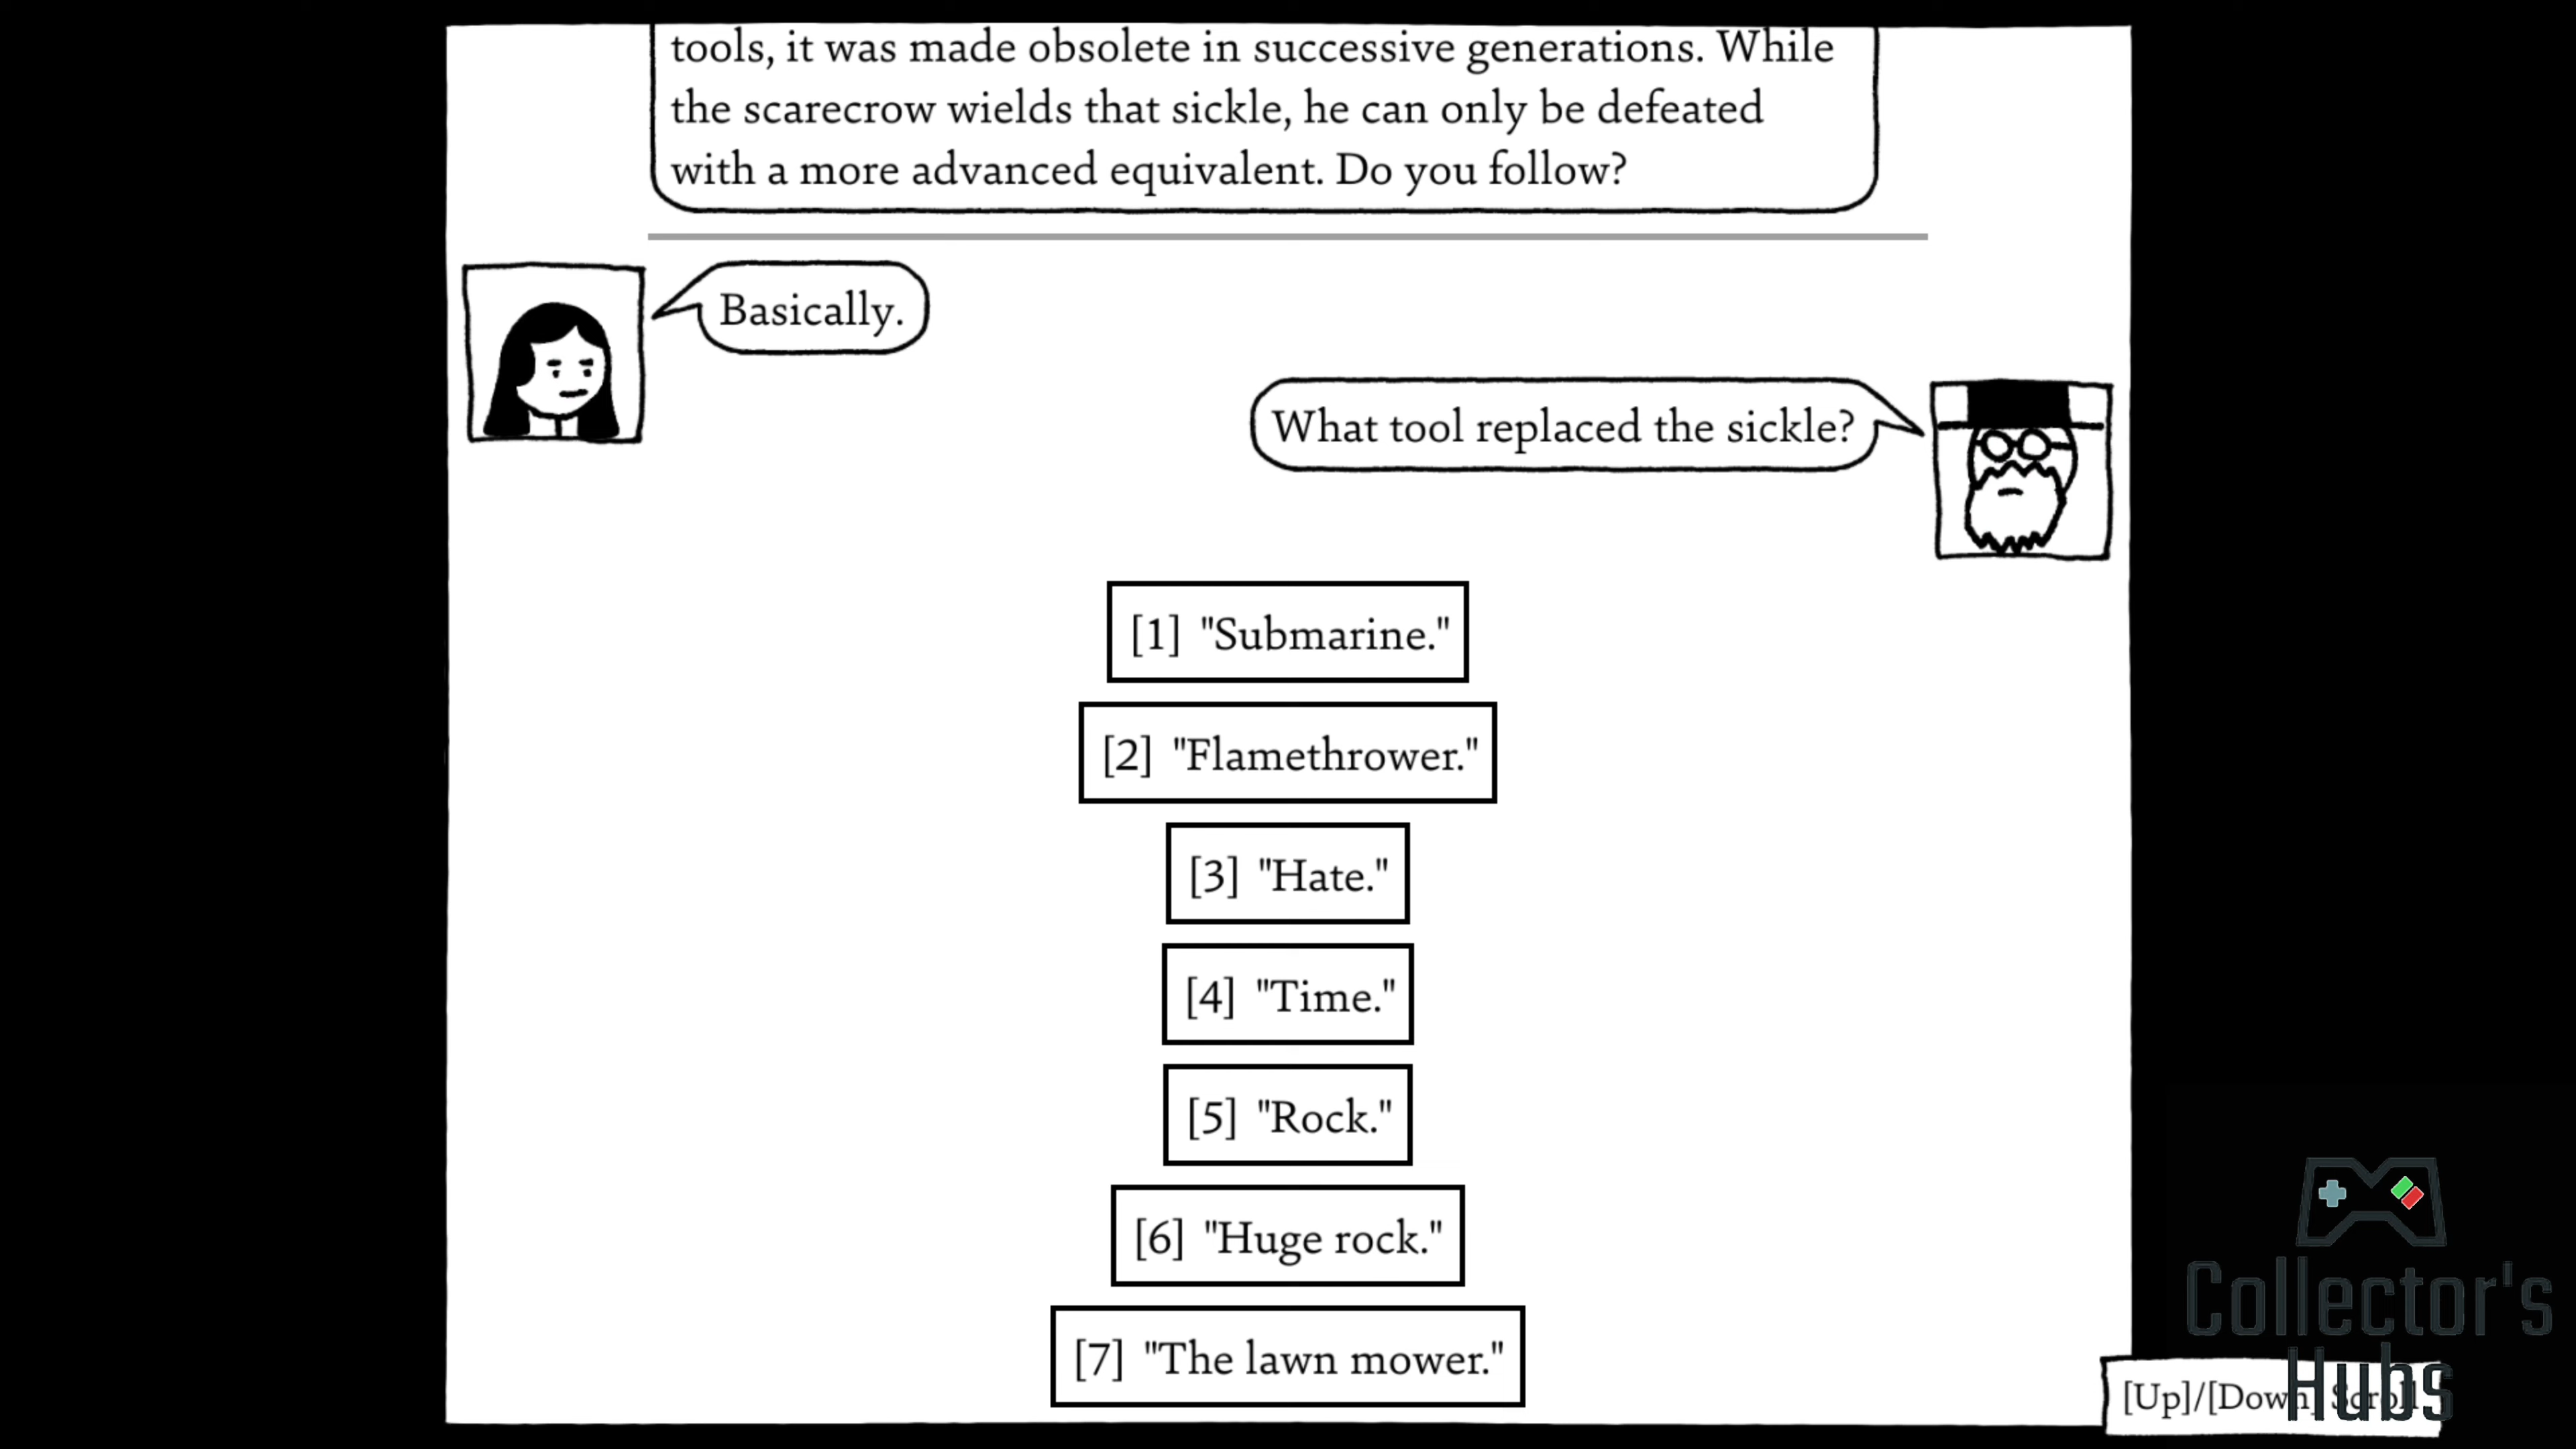 tools, it was made obsolete in successive generations. While
the scarecrow wields that sickle, he can only be defeated
with a more advanced equivalent. Do you follow?
Basically.
What tool replaced the sickle?
[1] "Submarine."
[2] "Flamethrower."
[3] "Hate."
[4] "Time."
[5] "Rock."
[6] "Huge rock."
[7] "The lawn mower."
Collector's
Hubs
[Up]/[Down] Scroll